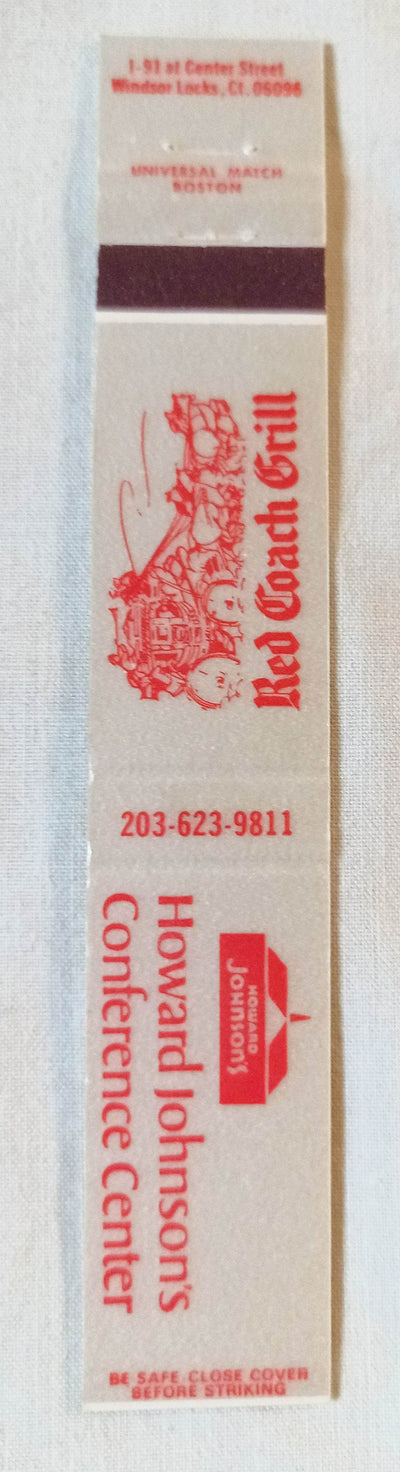 I-91 at Center Street
Windsor Locks, Ct. 06096
UNIVERSAL MATCH
BOSTON
Red Coach Grill
203-623-9811
HOWARD
JOHNSON'S
Howard Johnson's
Conference Center
BE SAFE CLOSE COVER
BEFORE STRIKING